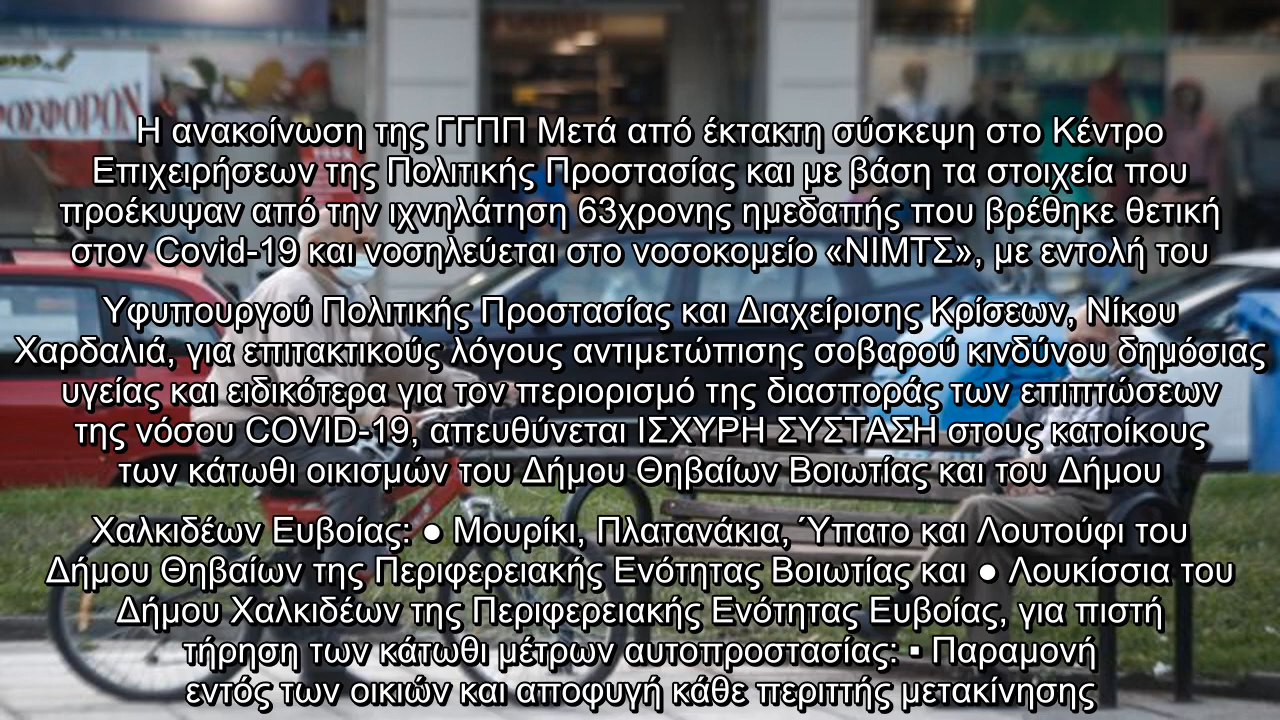 Η ανακοίνωση της ΓΓΠΠ Μετά από έκτακτη σύσκεψη στο Κέντρο
Επιχειρήσεων της Πολιτικής Προστασίας και με βάση τα στοιχεία που
προέκυψαν από την ιχνηλάτηση 63χρονης ημεδαπής που βρέθηκε θετική
στον Covid-19 και νοσηλεύεται στο νοσοκομείο «ΝΙΜΤΣ», με εντολή του
Υφυπουργού Πολιτικής Προστασίας και Διαχείρισης Κρίσεων, Νίκου
Χαρδαλιά, για επιτακτικούς λόγους αντιμετώπισης σοβαρού κινδύνου δημόσιας
υγείας και ειδικότερα για τον περιορισμό της διασποράς των επιπτώσεων
της νόσου COVID-19, απευθύνεται ΙΣΧΥΡΗ ΣΥΣΤΑΣΗ στους κατοίκους
των κάτωθι οικισμών του Δήμου Θηβαίων Βοιωτίας και του Δήμου
Χαλκιδέων Ευβοίας: ● Μουρίκι, Πλατανάκια, Ύπατο και Λουτούφι του
Δήμου Θηβαίων της Περιφερειακής Ενότητας Βοιωτίας και ● Λουκίσσια του
Δήμου Χαλκιδέων της Περιφερειακής Ενότητας Ευβοίας, για πιστή
τήρηση των κάτωθι μέτρων αυτοπροστασίας: ▪ Παραμονή
εντός των οικιών και αποφυγή κάθε περιττής μετακίνησης